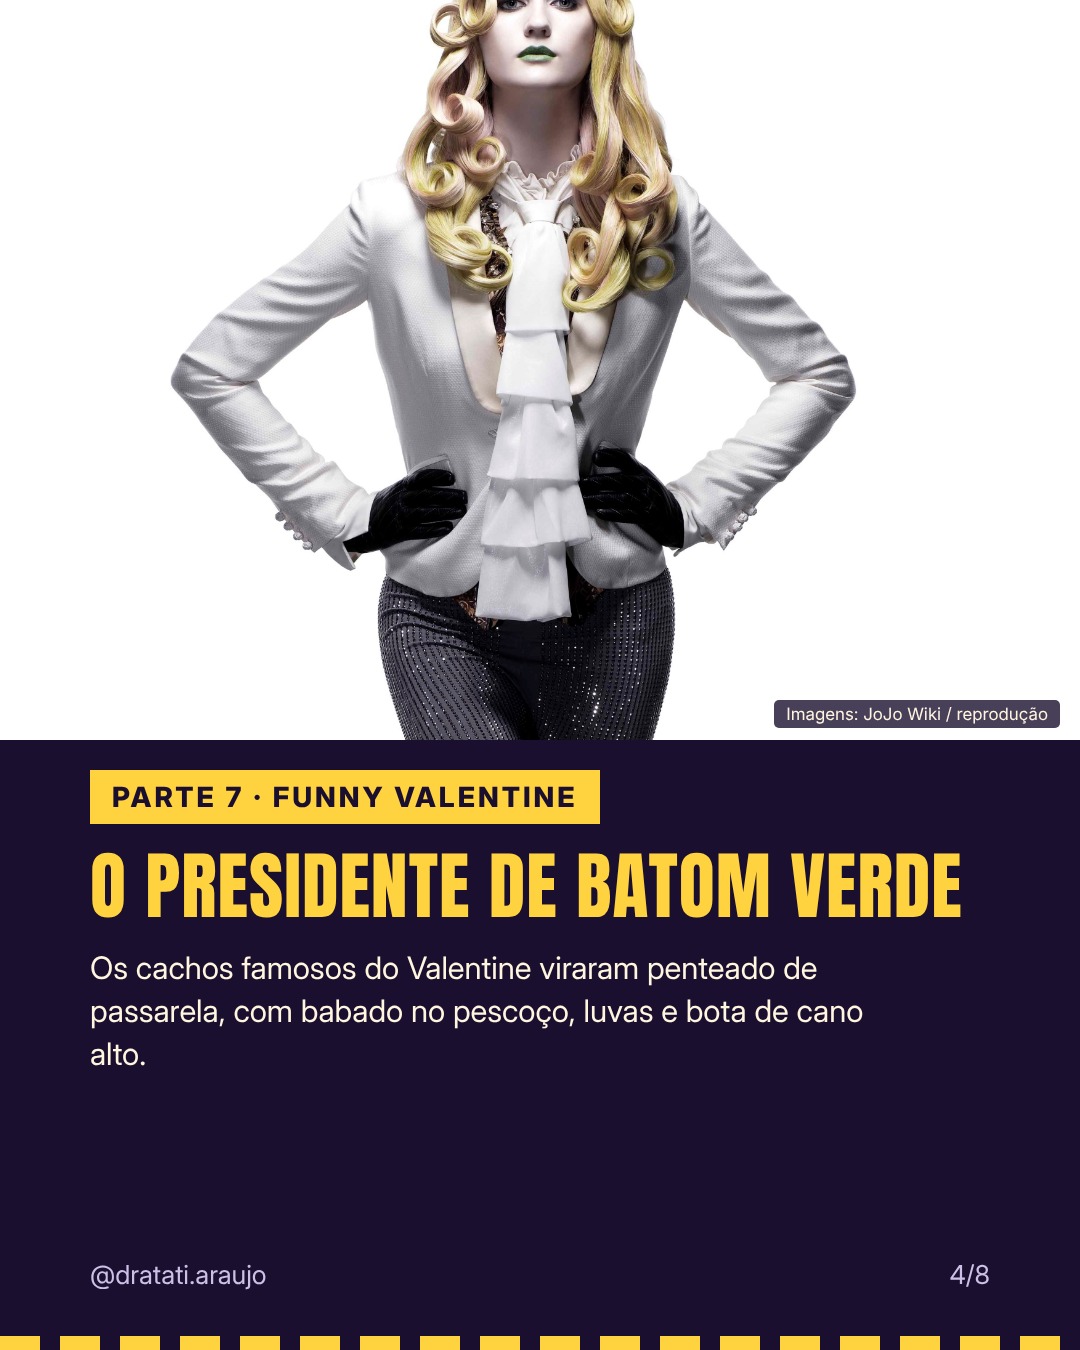 Imagens: JoJo Wiki / reprodução
PARTE 7 · FUNNY VALENTINE
O PRESIDENTE DE BATOM VERDE
Os cachos famosos do Valentine viraram penteado de
passarela, com babado no pescoço, luvas e bota de cano
alto.
@dratati.araujo
4/8